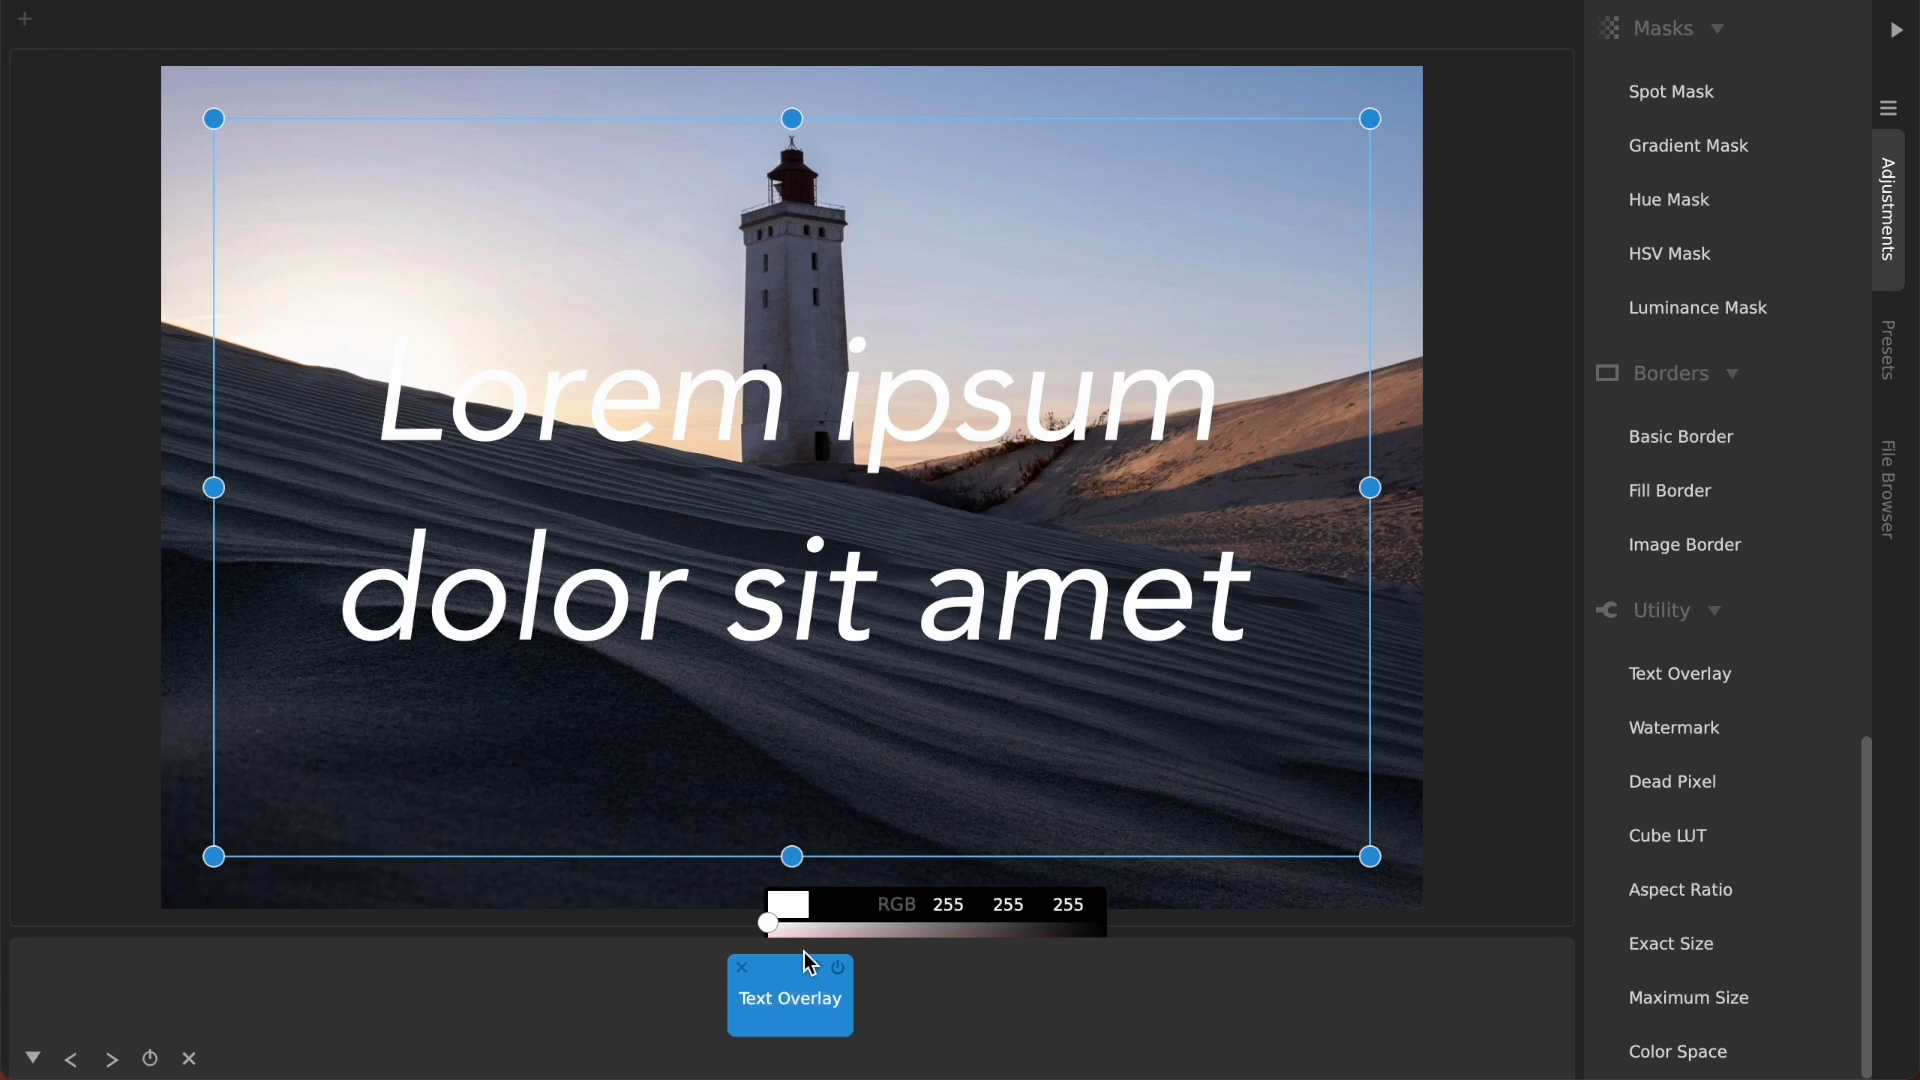 Masks
Spot Mask
Gradient Mask
Hue Mask
HSV Mask
Luminance Mask
Borders
Basic Border
Fill Border
Image Border
Utility
Text Overlay
Watermark
Dead Pixel
Cube LUT
Aspect Ratio
Exact Size
Maximum Size
Color Space
Adjustments
Presets
File Browser
Lorem ipsum
dolor sit amet
RGB 255 255 255
Text Overlay